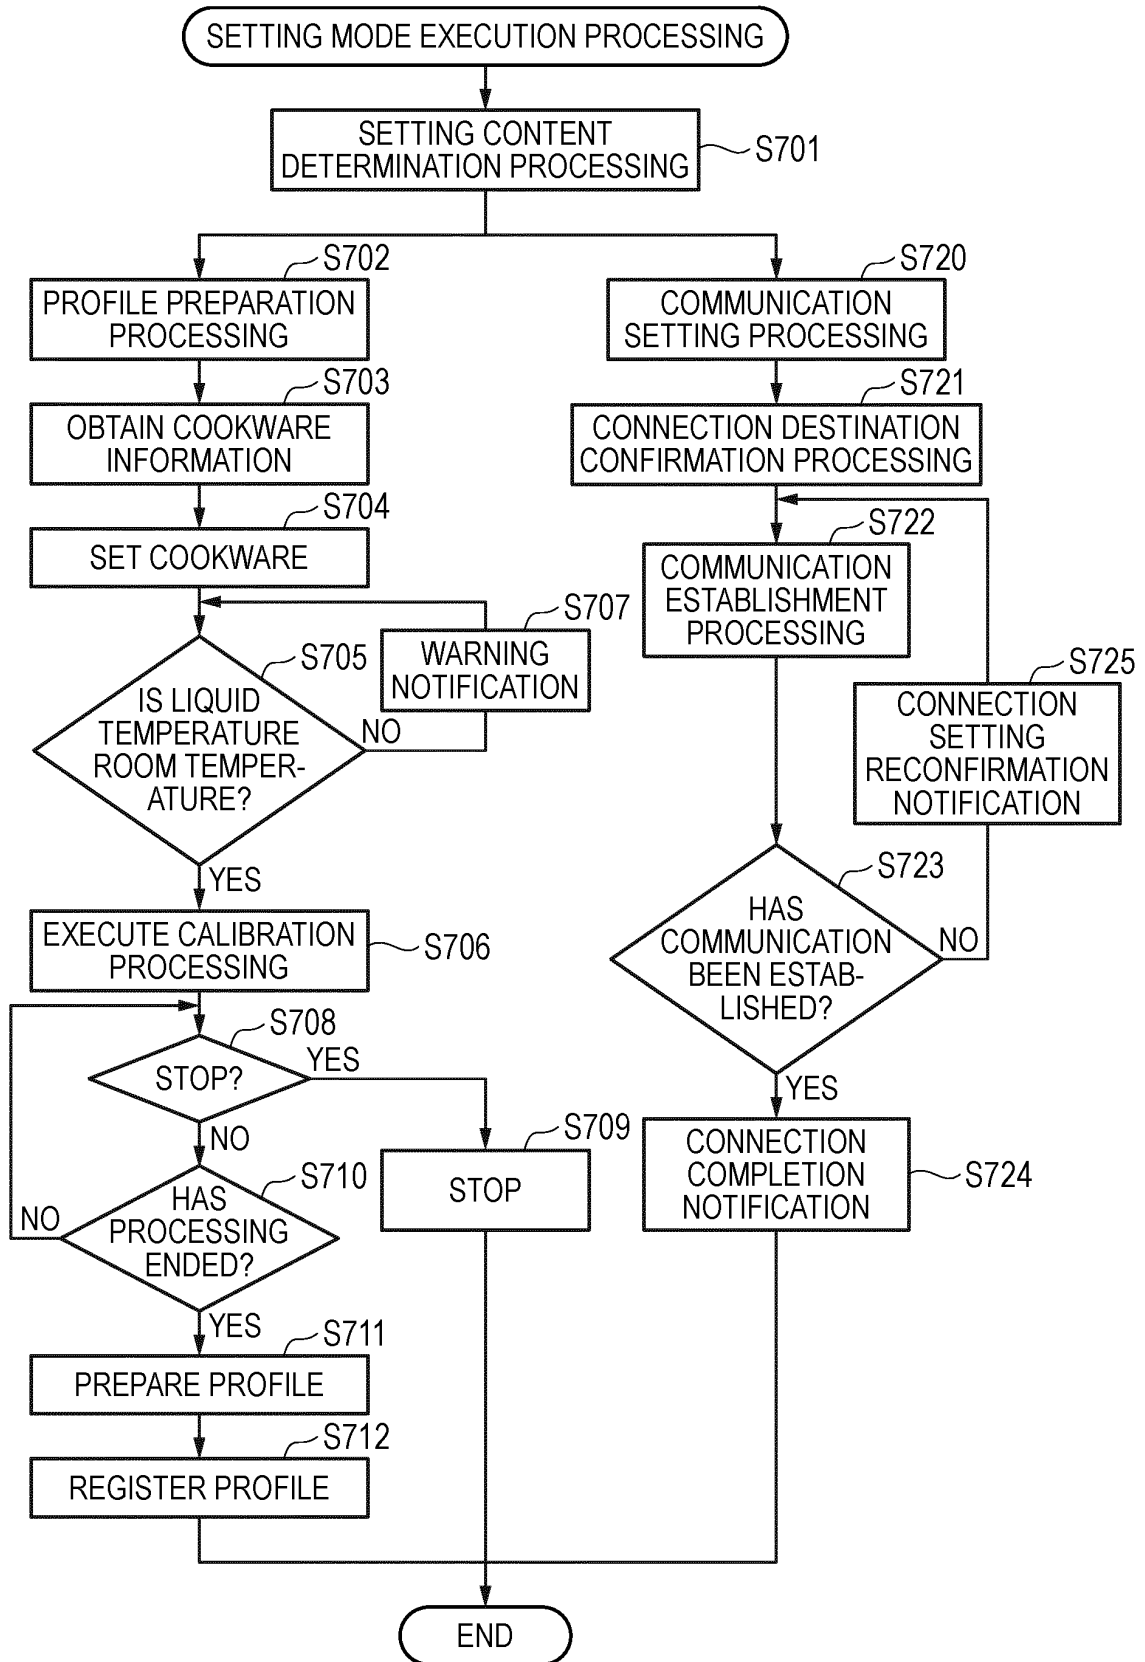 SETTING MODE EXECUTION PROCESSING
SETTING CONTENT
DETERMINATION PROCESSING
S701
S702
PROFILE PREPARATION
PROCESSING
S703
OBTAIN COOKWARE
INFORMATION
S704
SET COOKWARE
S705
IS LIQUID
TEMPERATURE
ROOM TEMPER-
ATURE?
NO
S707
WARNING
NOTIFICATION
YES
EXECUTE CALIBRATION
PROCESSING
S706
S708
STOP?
YES
NO
S709
STOP
S710
HAS
PROCESSING
ENDED?
NO
YES
S711
PREPARE PROFILE
S712
REGISTER PROFILE
S720
COMMUNICATION
SETTING PROCESSING
S721
CONNECTION DESTINATION
CONFIRMATION PROCESSING
S722
COMMUNICATION
ESTABLISHMENT
PROCESSING
S725
CONNECTION
SETTING
RECONFIRMATION
NOTIFICATION
S723
HAS
COMMUNICATION
BEEN ESTAB-
LISHED?
NO
YES
CONNECTION
COMPLETION
NOTIFICATION
S724
END